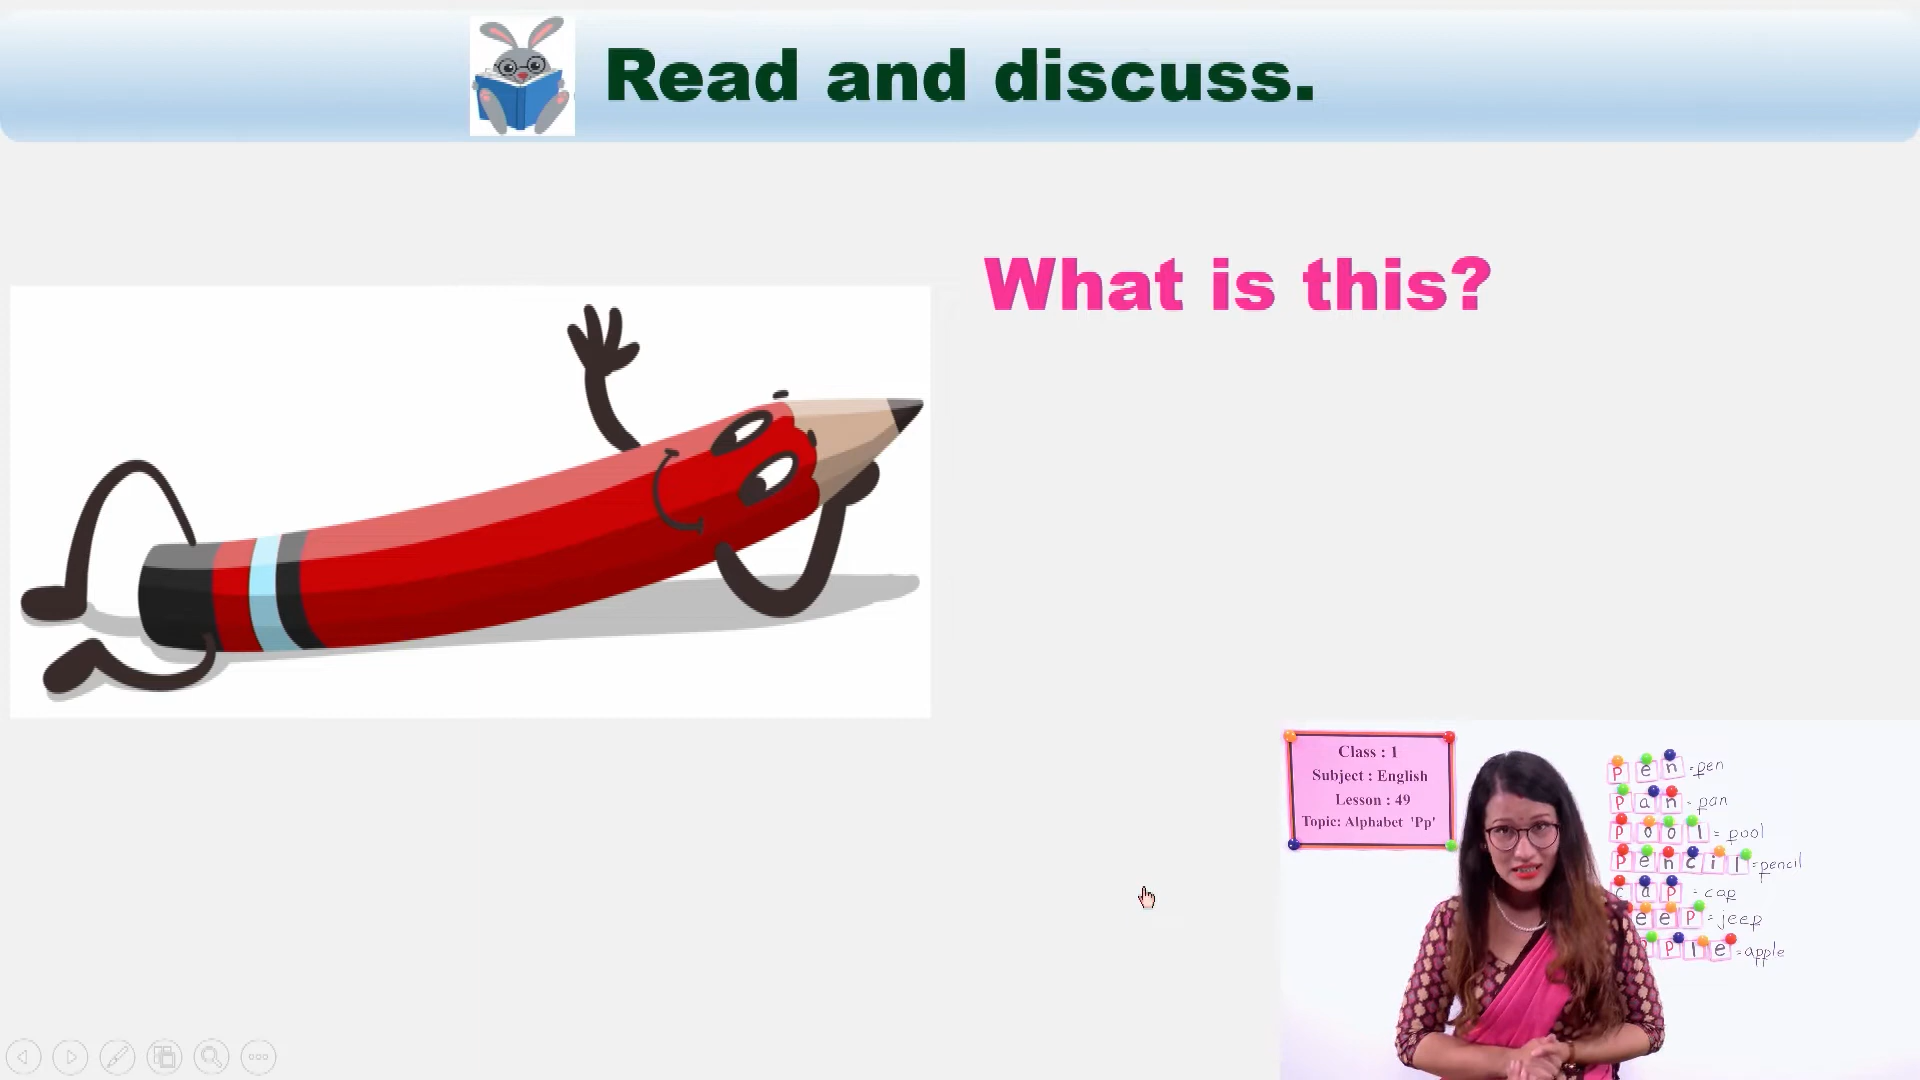 Read and discuss.
What is this?
Class : 1
Subject : English
Lesson : 49
Topic: Alphabet 'Pp'
P e n = pen
P a n = pan
P o o l = pool
P e n c i l = pencil
c a p = cap
e e P = jeep
P P l e = apple